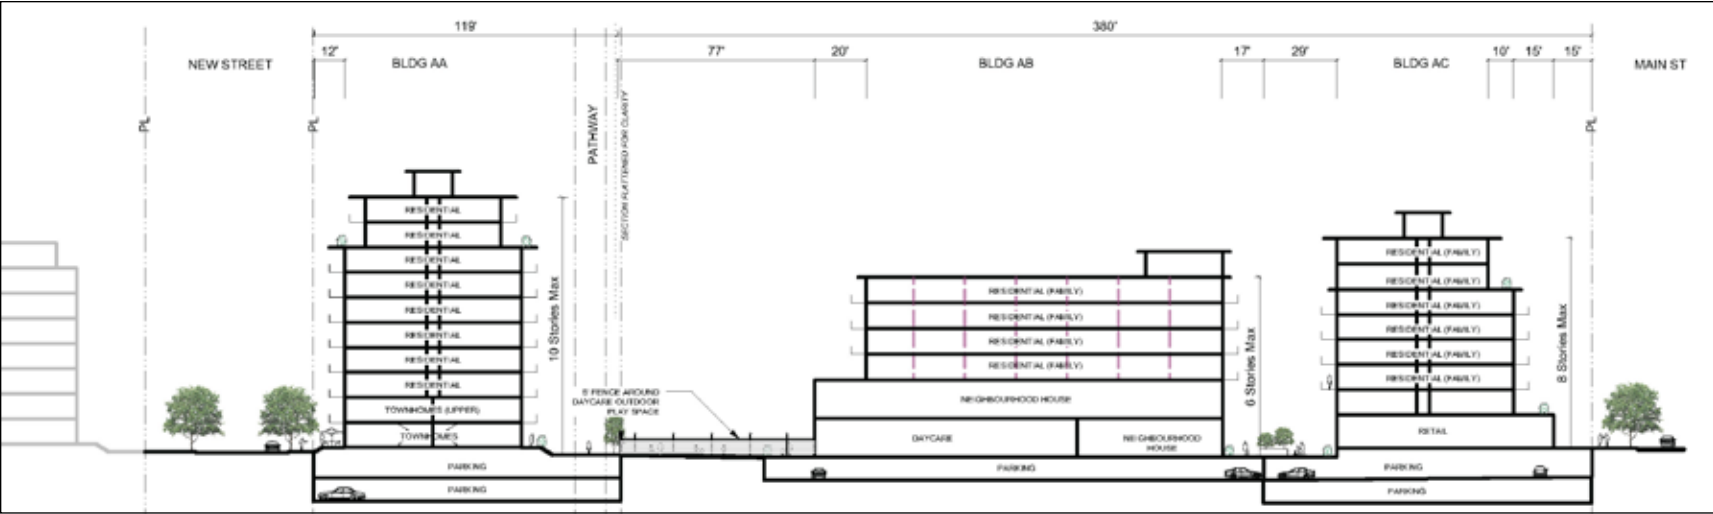 119'
380'
12'
77'
20'
17'
29'
10'
15'
15'
NEW STREET
BLDG AA
BLDG AB
BLDG AC
MAIN ST
PL
PL
PATHWAY
SECTION FLATTENED FOR CLARITY
PL
RESIDENTIAL
RESIDENTIAL
RESIDENTIAL
RESIDENTIAL
RESIDENTIAL
RESIDENTIAL
RESIDENTIAL
RESIDENTIAL
TOWNHOMES (UPPER)
TOWNHOMES
PARKING
PARKING
10 Stories Max
5' FENCE AROUND
DAYCARE OUTDOOR
PLAY SPACE
RESIDENTIAL (FAMILY)
RESIDENTIAL (FAMILY)
RESIDENTIAL (FAMILY)
RESIDENTIAL (FAMILY)
NEIGHBOURHOOD HOUSE
DAYCARE
NEIGHBOURHOOD
HOUSE
PARKING
6 Stories Max
RESIDENTIAL (FAMILY)
RESIDENTIAL (FAMILY)
RESIDENTIAL (FAMILY)
RESIDENTIAL (FAMILY)
RESIDENTIAL (FAMILY)
RESIDENTIAL (FAMILY)
RETAIL
PARKING
PARKING
8 Stories Max